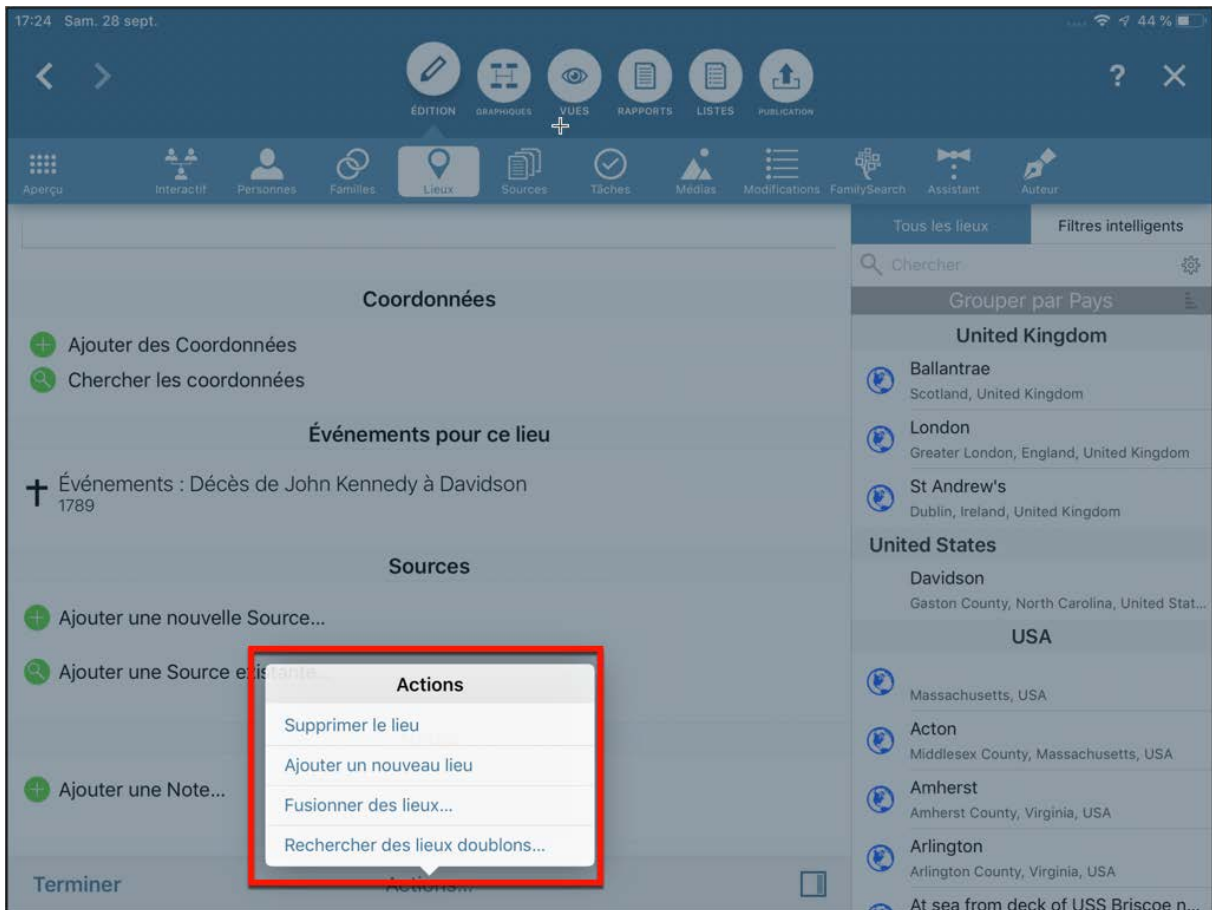 17:24 Sam. 28 sept.
44 %
?
ÉDITION GRAPHIQUES VUES RAPPORTS LISTES PUBLICATION
Aperçu Interactif Personnes Familles Lieux Sources Tâches Médias Modifications FamilySearch Assistant Auteur
Coordonnées
Ajouter des Coordonnées
Chercher les coordonnées
Événements pour ce lieu
Événements : Décès de John Kennedy à Davidson
1789
Sources
Ajouter une nouvelle Source...
Ajouter une Source existante...
Ajouter une Note...
Actions
Supprimer le lieu
Ajouter un nouveau lieu
Fusionner des lieux...
Rechercher des lieux doublons...
Terminer
Actions...
Tous les lieux Filtres intelligents
Chercher
Grouper par Pays
United Kingdom
Ballantrae
Scotland, United Kingdom
London
Greater London, England, United Kingdom
St Andrew's
Dublin, Ireland, United Kingdom
United States
Davidson
Gaston County, North Carolina, United Stat...
USA
Massachusetts, USA
Acton
Middlesex County, Massachusetts, USA
Amherst
Amherst County, Virginia, USA
Arlington
Arlington County, Virginia, USA
At sea from deck of USS Briscoe n...